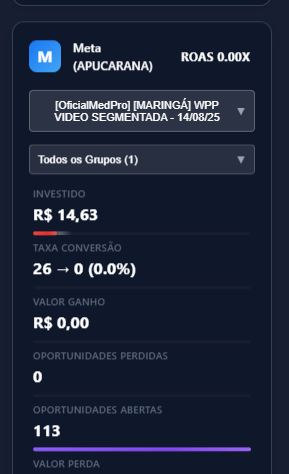 M
Meta
(APUCARANA)
ROAS 0.00X
[OficialMedPro] [MARINGÁ] WPP
VIDEO SEGMENTADA - 14/08/25
▼
Todos os Grupos (1)
▼
INVESTIDO
R$ 14,63
TAXA CONVERSÃO
26 → 0 (0.0%)
VALOR GANHO
R$ 0,00
OPORTUNIDADES PERDIDAS
0
OPORTUNIDADES ABERTAS
113
VALOR PERDA